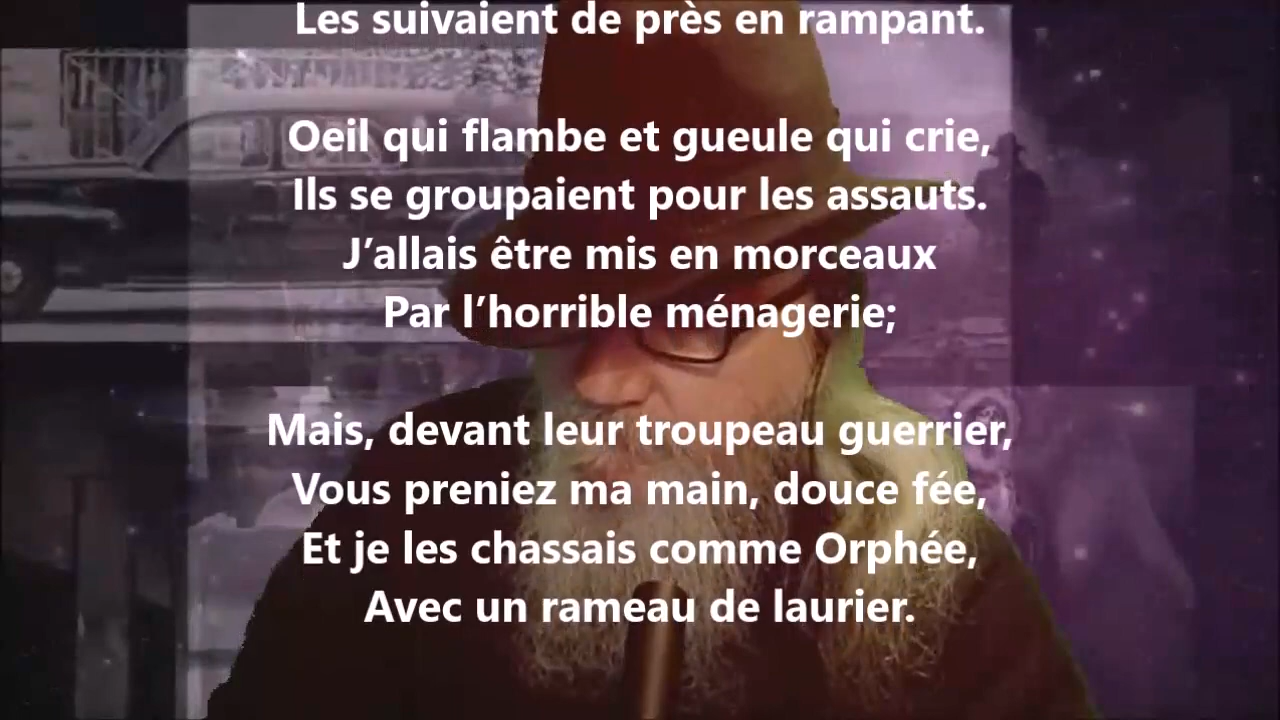 Les suivaient de près en rampant.
Oeil qui flambe et gueule qui crie,
Ils se groupaient pour les assauts.
J’allais être mis en morceaux
Par l’horrible ménagerie;
Mais, devant leur troupeau guerrier,
Vous preniez ma main, douce fée,
Et je les chassais comme Orphée,
Avec un rameau de laurier.